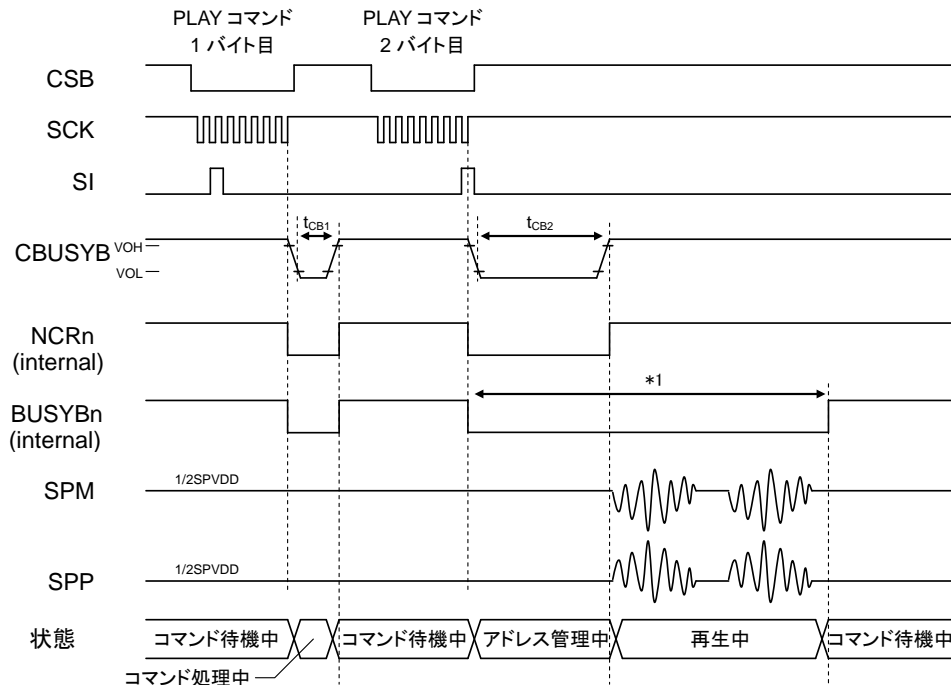 PLAY コマンド
1 バイト目
PLAY コマンド
2 バイト目
CSB
SCK
SI
tCB1
tCB2
CBUSYB
VOH
VOL
NCRn
(internal)
*1
BUSYBn
(internal)
1/2SPVDD
SPM
1/2SPVDD
SPP
状態
コマンド待機中
コマンド待機中
アドレス管理中
再生中
コマンド待機中
コマンド処理中